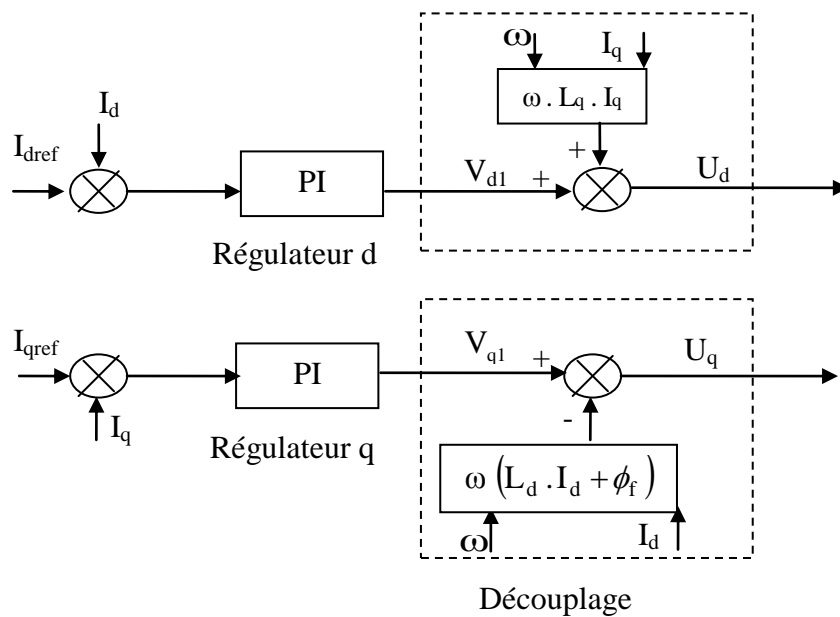 ω I_q
I_d
ω . L_q . I_q
I_dref
+
PI
V_d1 + U_d
Régulateur d
I_qref
PI
V_q1 + U_q
I_q
-
Régulateur q
ω (L_d . I_d + ϕ_f)
ω I_d
Découplage